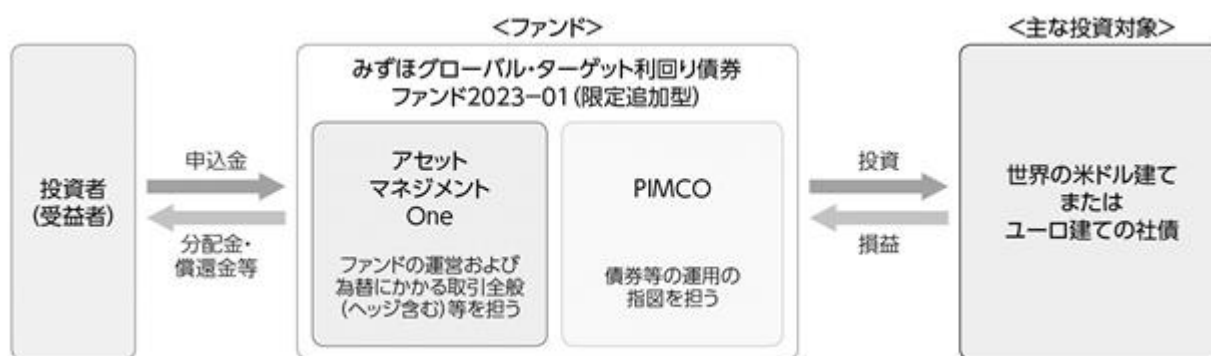 <ファンド>
<主な投資対象>
みずほグローバル・ターゲット利回り債券
ファンド2023-01(限定追加型)
投資者
(受益者)
申込金
分配金・
償還金等
アセット
マネジメント
One
ファンドの運営および
為替にかかる取引全般
(ヘッジ含む)等を担う
PIMCO
債券等の運用の
指図を担う
投資
損益
世界の米ドル建て
または
ユーロ建ての社債